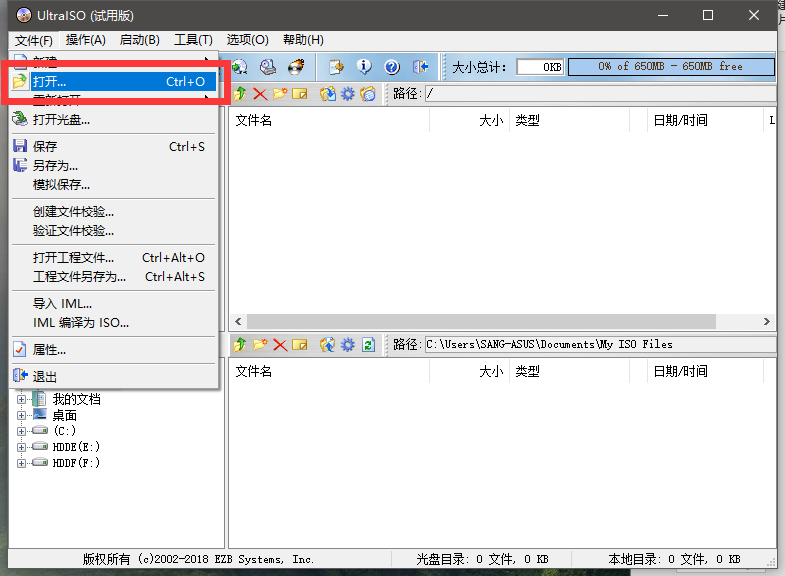 UltraISO (试用版)
文件(F) 操作(A) 启动(B) 工具(T) 选项(O) 帮助(H)
新建
打开... Ctrl+O
重新打开
打开光盘...
保存 Ctrl+S
另存为...
模拟保存...
创建文件校验...
验证文件校验...
打开工程文件... Ctrl+Alt+O
工程文件另存为... Ctrl+Alt+S
导入 IML...
IML 编译为 ISO...
属性...
退出
大小总计: 0KB 0% of 650MB - 650MB free
路径: /
文件名 大小 类型 日期/时间 L
路径: C:\Users\SANG-ASUS\Documents\My ISO Files
文件名 大小 类型 日期/时间
我的文档
桌面
(C:)
HDDE(E:)
HDDF(F:)
版权所有 (c)2002-2018 EZB Systems, Inc. 光盘目录: 0 文件, 0 KB 本地目录: 0 文件, 0 KB